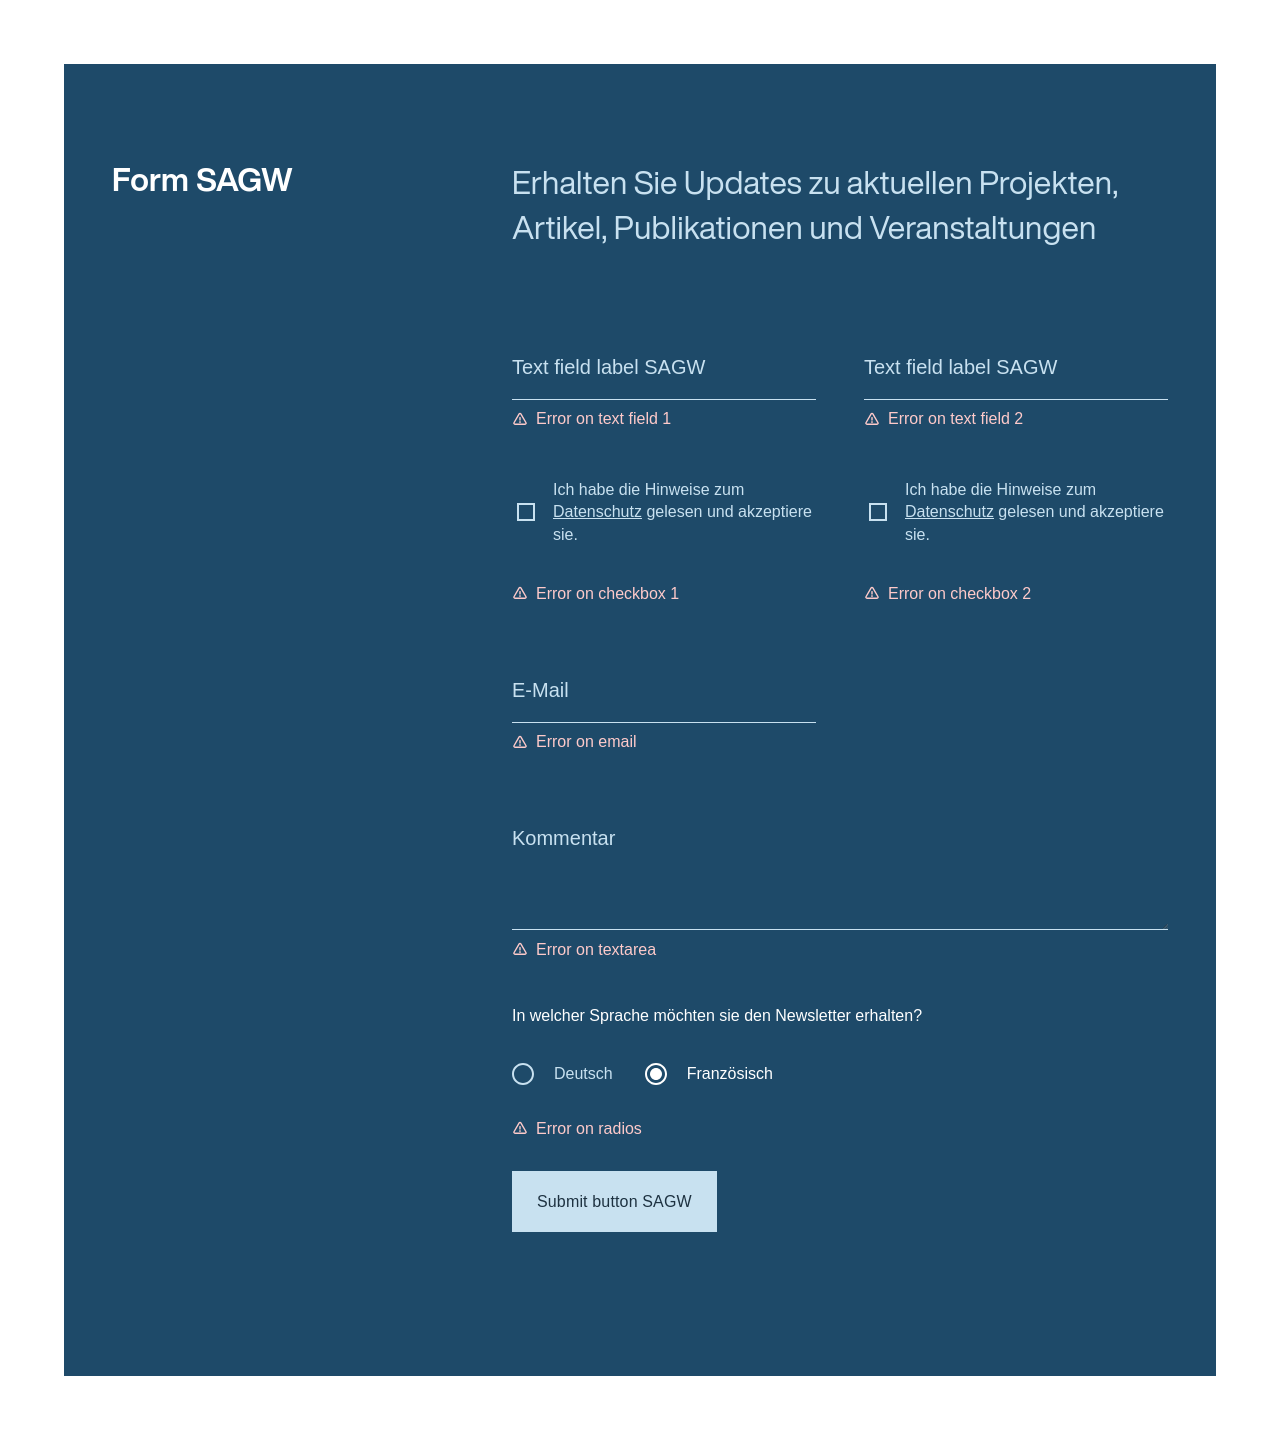 Form SAGW
Erhalten Sie Updates zu aktuellen Projekten,
Artikel, Publikationen und Veranstaltungen
Text field label SAGW
Text field label SAGW
Error on text field 1
Error on text field 2
Ich habe die Hinweise zum
Datenschutz gelesen und akzeptiere
sie.
Ich habe die Hinweise zum
Datenschutz gelesen und akzeptiere
sie.
Error on checkbox 1
Error on checkbox 2
E-Mail
Error on email
Kommentar
Error on textarea
In welcher Sprache möchten sie den Newsletter erhalten?
Deutsch
Französisch
Error on radios
Submit button SAGW